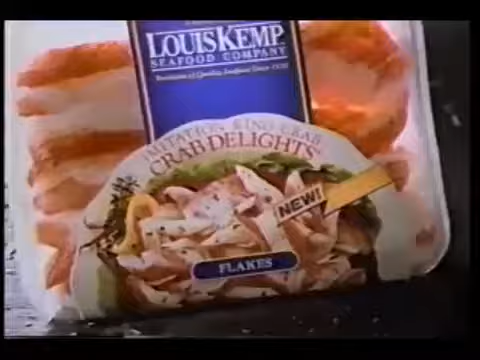 LOUIS KEMP
SEAFOOD COMPANY
IMITATION KING CRAB
CRAB DELIGHTS
NEW!
FLAKES